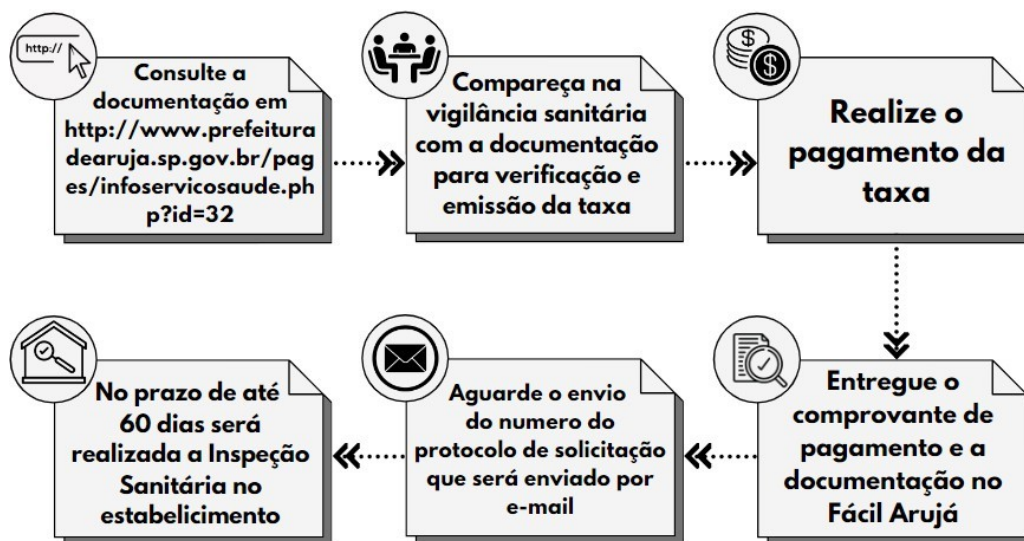 http://
Consulte a
documentação em
http://www.prefeitura
dearuja.sp.gov.br/pag
es/infoservicosaude.ph
p?id=32
Compareça na
vigilância sanitária
com a documentação
para verificação e
emissão da taxa
$
$
Realize o
pagamento da
taxa
Entregue o
comprovante de
pagamento e a
documentação no
Fácil Arujá
Aguarde o envio
do numero do
protocolo de solicitação
que será enviado por
e-mail
No prazo de até
60 dias será
realizada a Inspeção
Sanitária no
estabelicimento